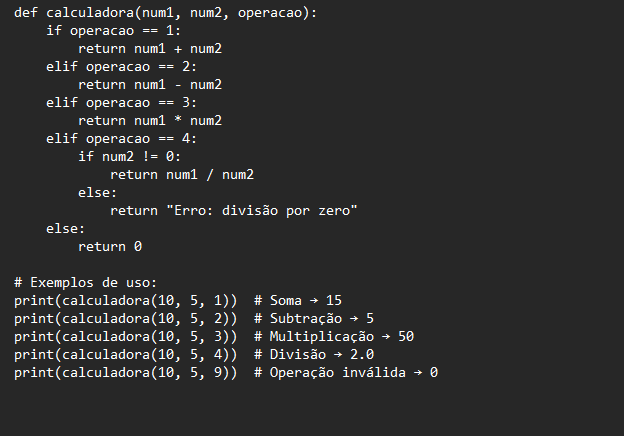 def calculadora(num1, num2, operacao):
    if operacao == 1:
        return num1 + num2
    elif operacao == 2:
        return num1 - num2
    elif operacao == 3:
        return num1 * num2
    elif operacao == 4:
        if num2 != 0:
            return num1 / num2
        else:
            return "Erro: divisão por zero"
    else:
        return 0

# Exemplos de uso:
print(calculadora(10, 5, 1))  # Soma → 15
print(calculadora(10, 5, 2))  # Subtração → 5
print(calculadora(10, 5, 3))  # Multiplicação → 50
print(calculadora(10, 5, 4))  # Divisão → 2.0
print(calculadora(10, 5, 9))  # Operação inválida → 0